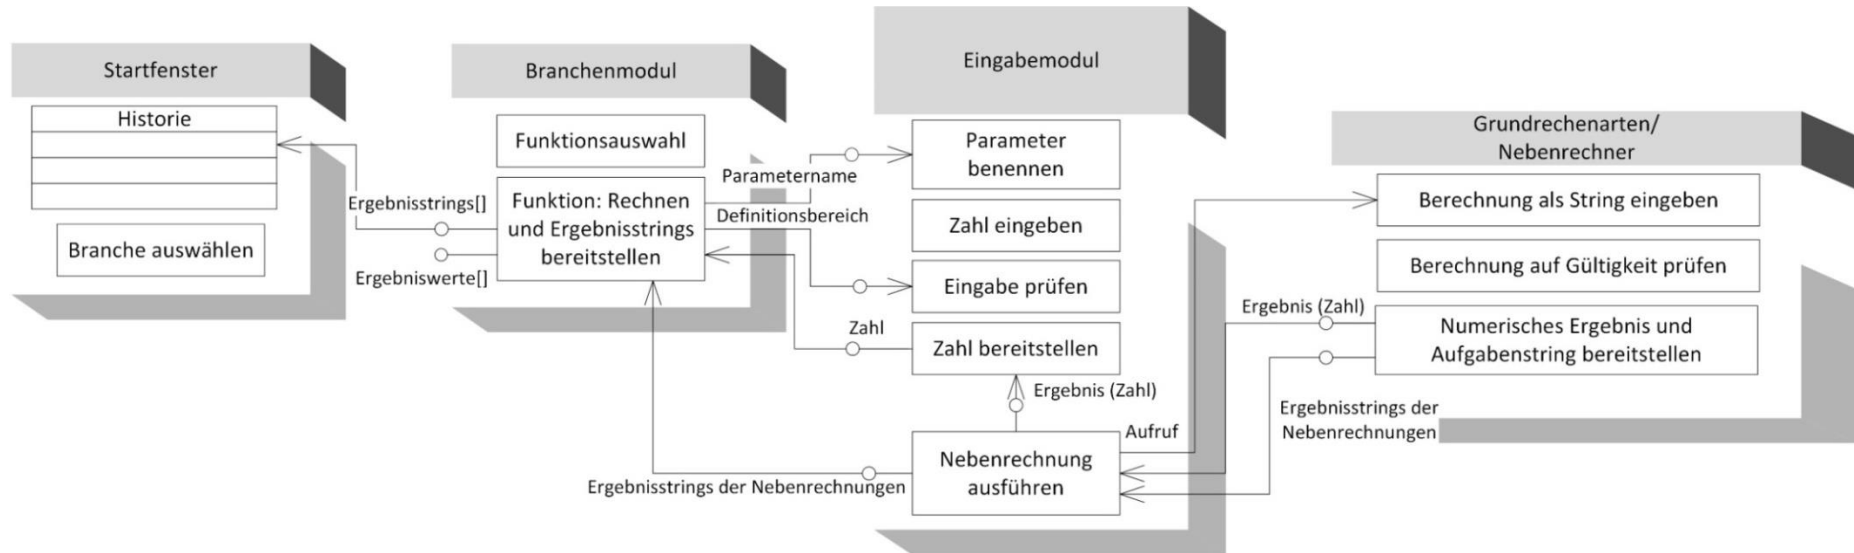 Startfenster
Historie
Ergebnisstrings[]
Branche auswählen
Ergebniswerte[]
Branchenmodul
Funktionsauswahl
Funktion: Rechnen
und Ergebnisstrings
bereitstellen
Parametername
Definitionsbereich
Zahl
Ergebnisstrings der Nebenrechnungen
Eingabemodul
Parameter
benennen
Zahl eingeben
Eingabe prüfen
Zahl bereitstellen
Ergebnis (Zahl)
Aufruf
Nebenrechnung
ausführen
Grundrechenarten/
Nebenrechner
Berechnung als String eingeben
Berechnung auf Gültigkeit prüfen
Ergebnis (Zahl)
Numerisches Ergebnis und
Aufgabenstring bereitstellen
Ergebnisstrings der
Nebenrechnungen